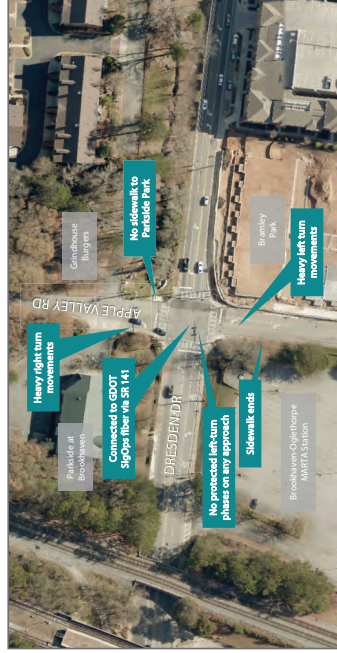 No sidewalk to
Parkside Park
Grindhouse
Burgers
Bramley
Park
APPLE VALLEY RD
Heavy right turn
movements
Heavy left turn
movements
Connected to GDOT
SigOps fiber via SR 141
DRESDEN DR
No protected left-turn
phases on any approach
Sidewalk ends
Parkside at
Brookhaven
Brookhaven-Oglethorpe
MARTA Station